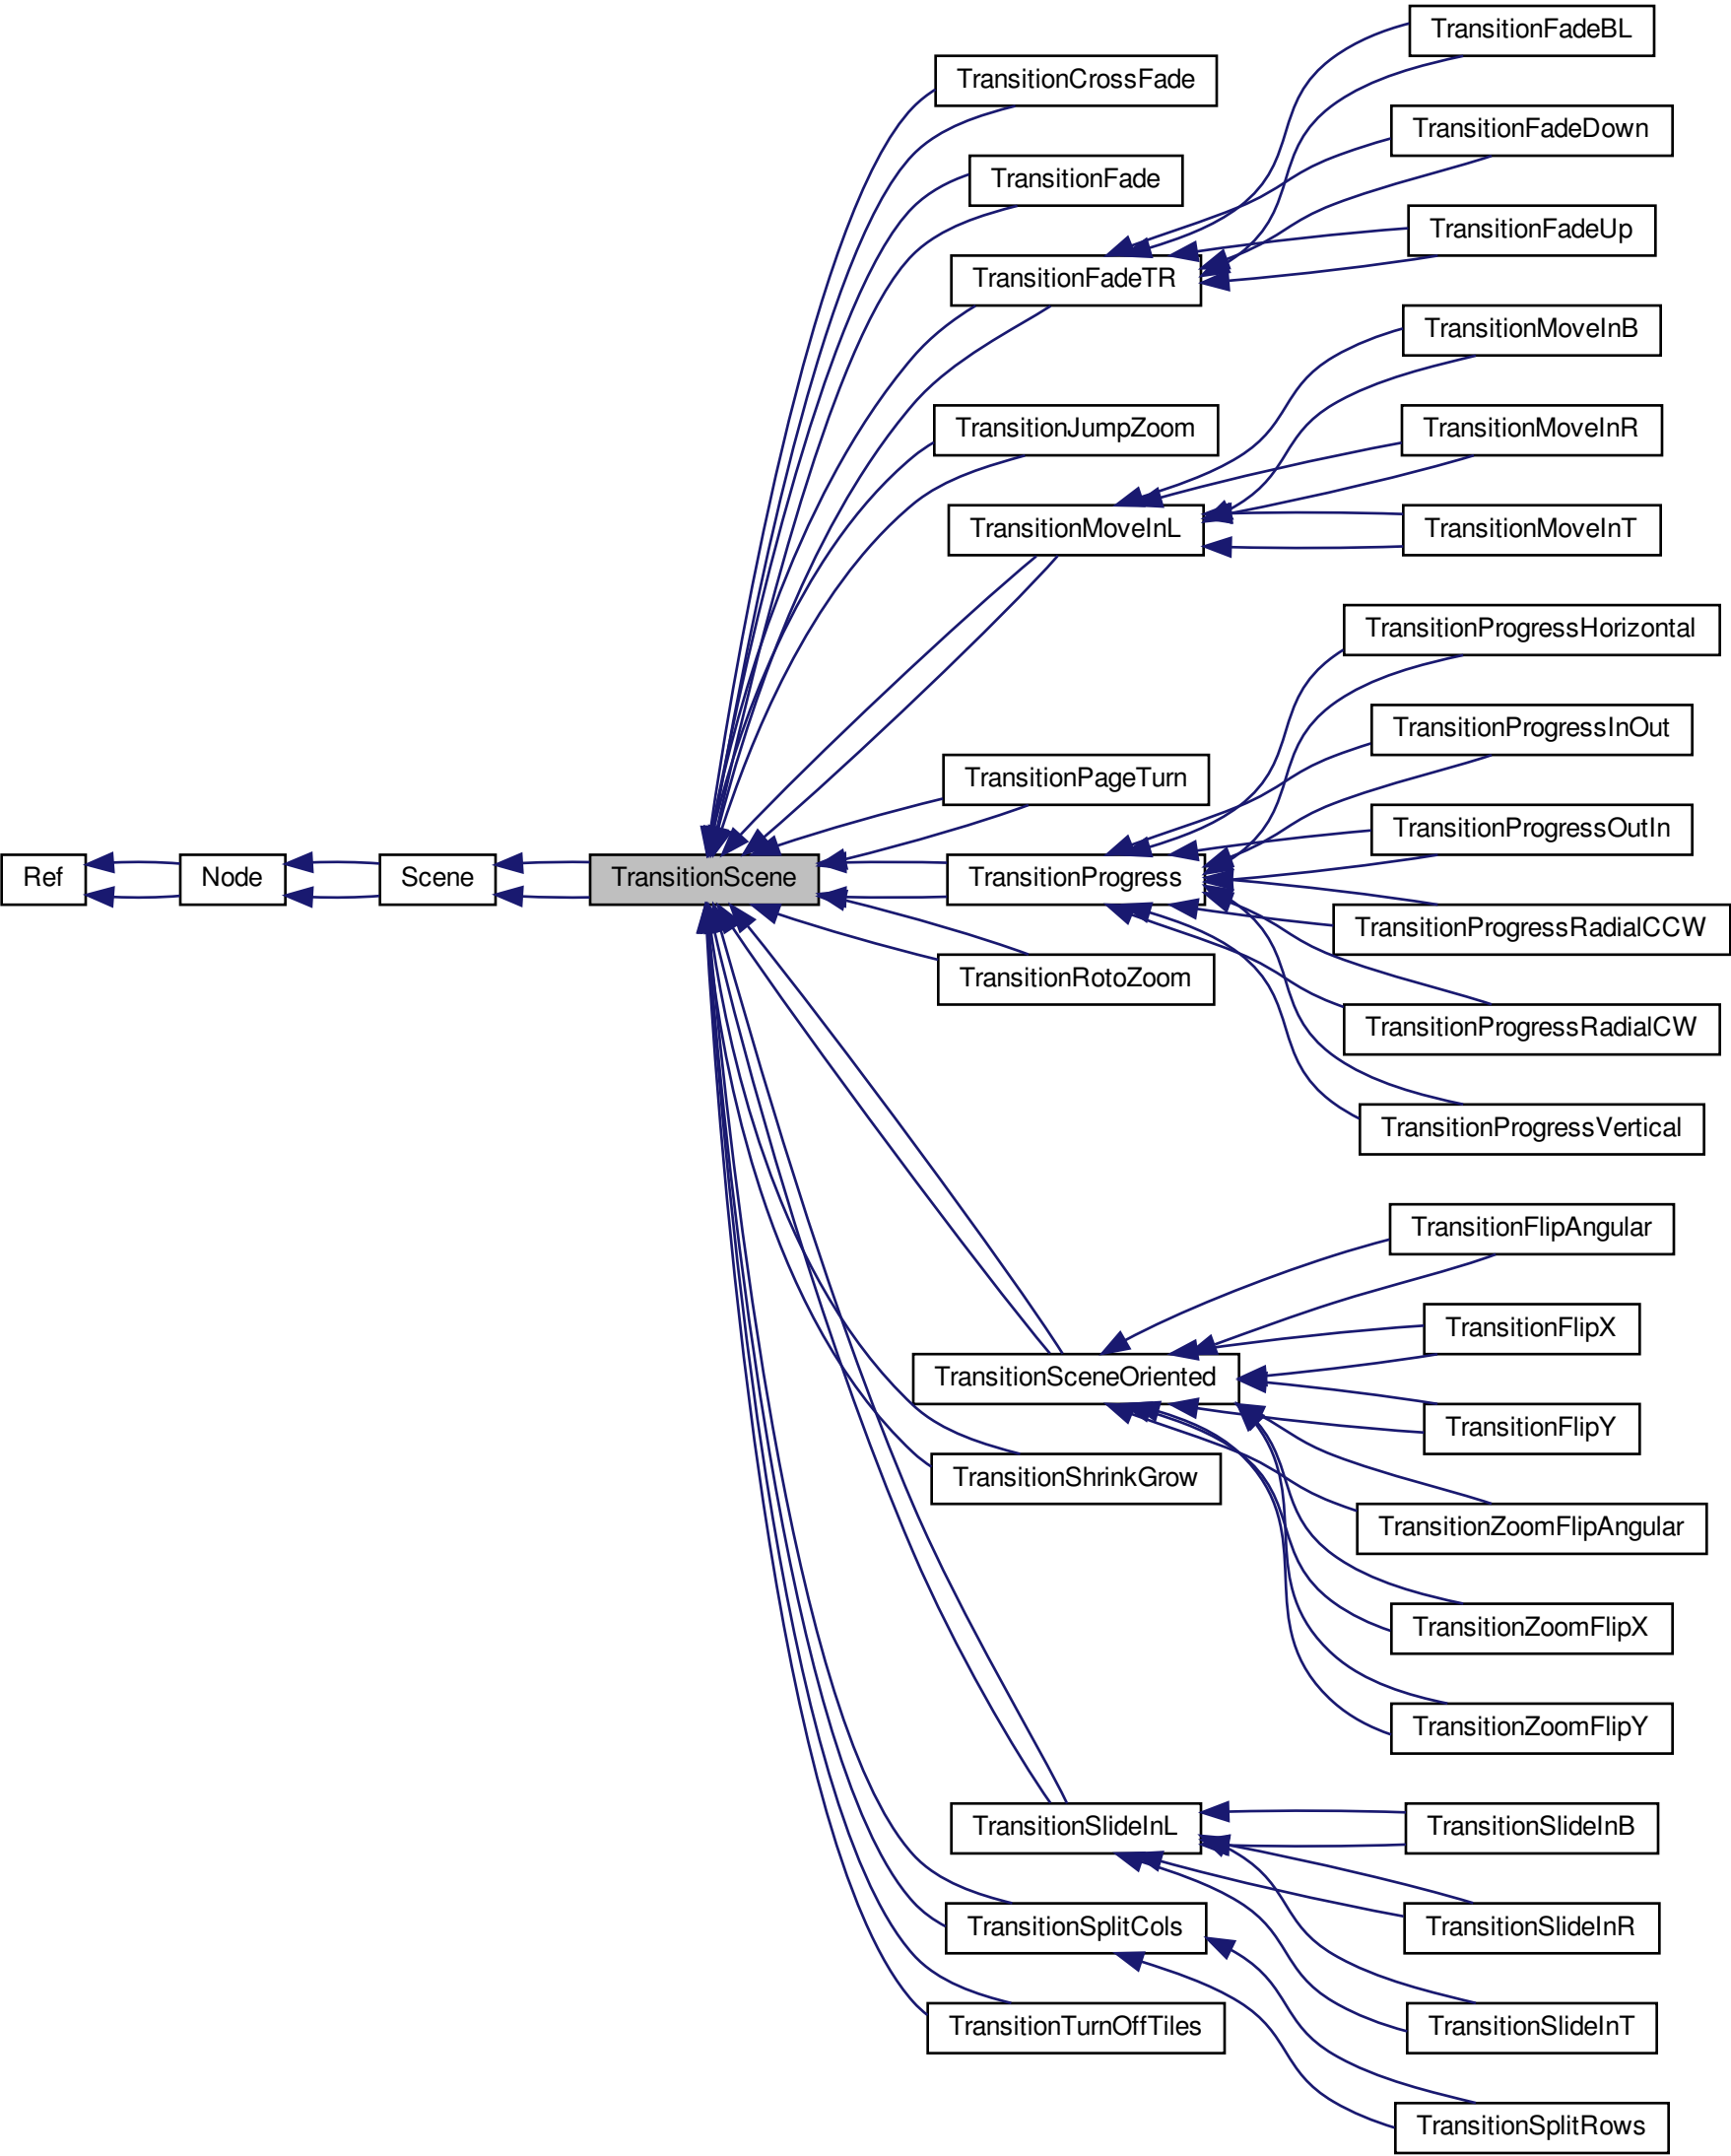 TransitionFadeBL
TransitionCrossFade
TransitionFadeDown
TransitionFade
TransitionFadeUp
TransitionFadeTR
TransitionMoveInB
TransitionJumpZoom
TransitionMoveInR
TransitionMoveInL
TransitionMoveInT
TransitionProgressHorizontal
TransitionProgressInOut
TransitionPageTurn
TransitionProgressOutIn
Ref
Node
Scene
TransitionScene
TransitionProgress
TransitionProgressRadialCCW
TransitionRotoZoom
TransitionProgressRadialCW
TransitionProgressVertical
TransitionFlipAngular
TransitionFlipX
TransitionSceneOriented
TransitionFlipY
TransitionShrinkGrow
TransitionZoomFlipAngular
TransitionZoomFlipX
TransitionZoomFlipY
TransitionSlideInL
TransitionSlideInB
TransitionSplitCols
TransitionSlideInR
TransitionTurnOffTiles
TransitionSlideInT
TransitionSplitRows